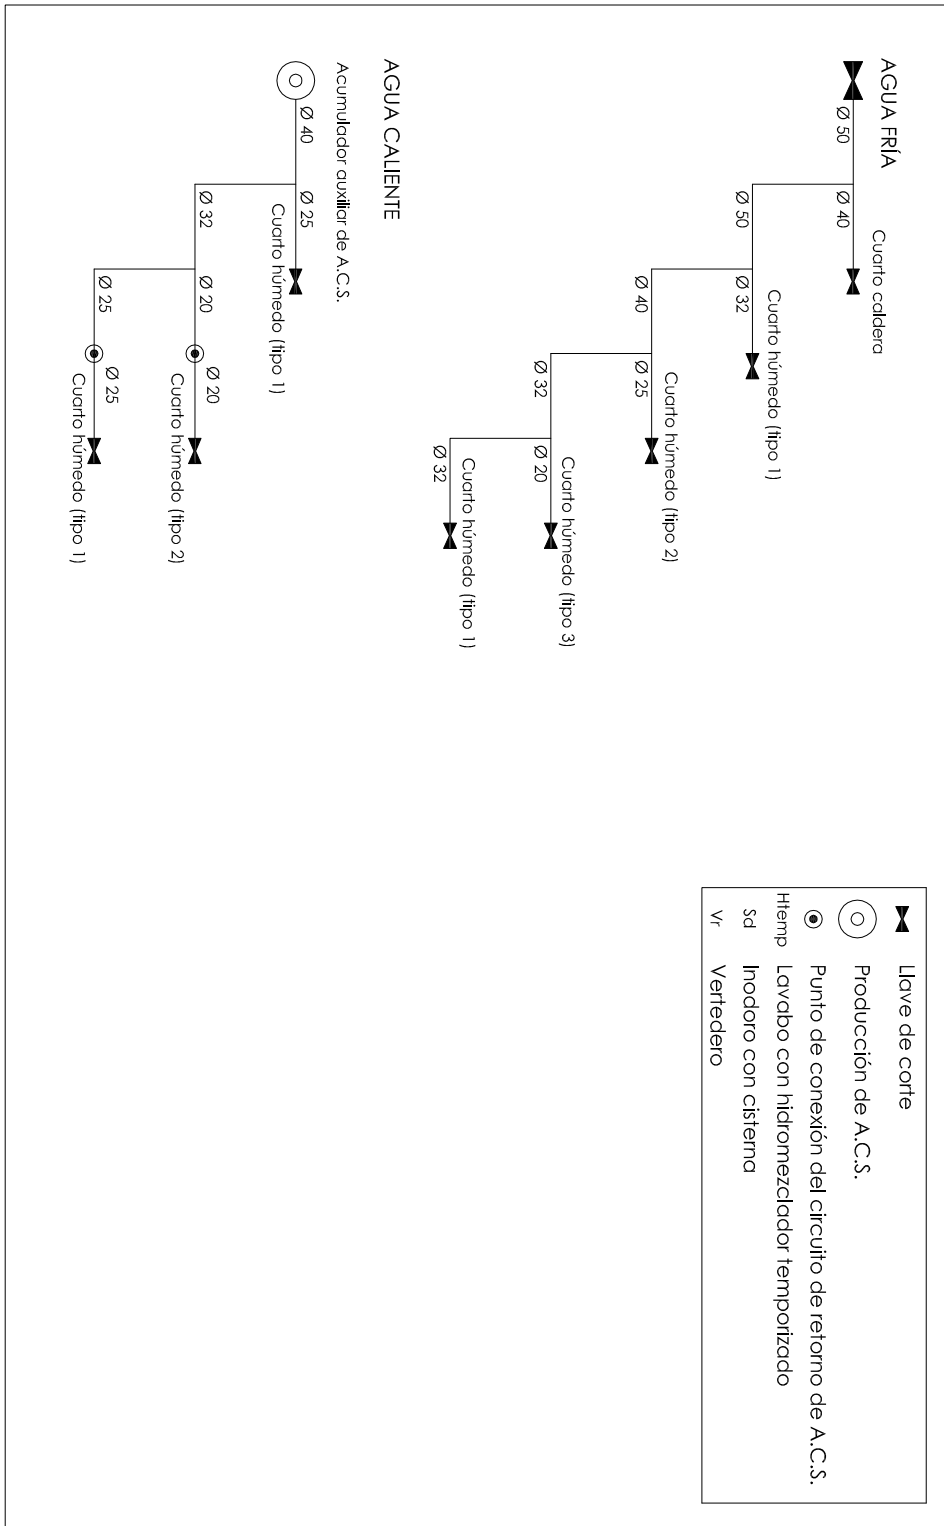 AGUA FRÍA
Ø 50
Ø 40
Cuarto caldera
Ø 50
Ø 32
Cuarto húmedo (tipo 1)
Ø 40
Ø 25
Cuarto húmedo (tipo 2)
Ø 32
Ø 20
Cuarto húmedo (tipo 3)
Ø 32
Cuarto húmedo (tipo 1)
AGUA CALIENTE
Acumulador auxiliar de A.C.S.
Ø 40
Ø 25
Cuarto húmedo (tipo 1)
Ø 32
Ø 20
Ø 20
Cuarto húmedo (tipo 2)
Ø 25
Ø 25
Cuarto húmedo (tipo 1)
Llave de corte
Producción de A.C.S.
Punto de conexión del circuito de retorno de A.C.S.
Htemp Lavabo con hidromezclador temporizado
Sd Inodoro con cisterna
Vr Vertedero